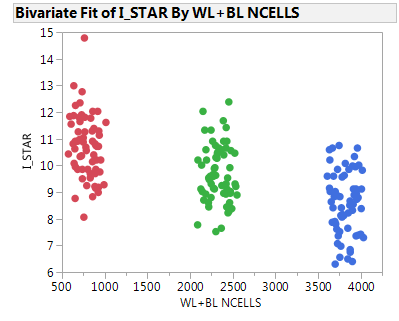 Bivariate Fit of I_STAR By WL+BL NCELLS
15
14
13
12
11
10
9
8
7
6
I_STAR
500 1000 1500 2000 2500 3000 3500 4000
WL+BL NCELLS